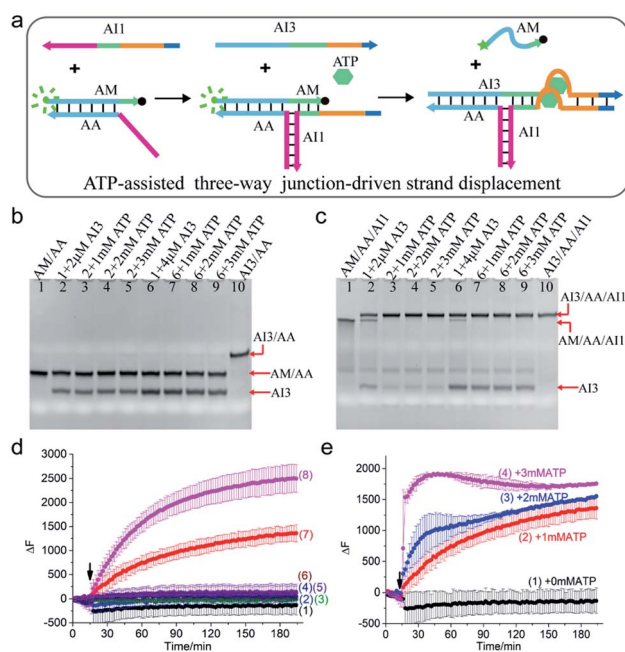 a
AI1
AI3
AM
+
+
ATP
+
AM
AM
AI3
AA
AA
AI1
AI1
ATP-assisted three-way junction-driven strand displacement
b
AM/AA
1+2μM AI3
2+1mM ATP
2+2mM ATP
2+3mM ATP
1+4μM AI3
6+1mM ATP
6+2mM ATP
6+3mM ATP
AI3/AA
1 2 3 4 5 6 7 8 9 10
AI3/AA
AM/AA
AI3
c
AM/AA/AI1
1+2μM AI3
2+1mM ATP
2+2mM ATP
2+3mM ATP
1+4μM AI3
6+1mM ATP
6+2mM ATP
6+3mM ATP
AI3/AA/AI1
1 2 3 4 5 6 7 8 9 10
AI3/AA/AI1
AM/AA/AI1
AI3
d
3000
2500
2000
1500
1000
500
0
-500
ΔF
(8)
(7)
(6)
(4)(5)
(2) (3)
(1)
0 30 60 90 120 150 180
Time/min
e
2000
1500
1000
500
0
-500
ΔF
(4) +3mMATP
(3) +2mMATP
(2) +1mMATP
(1) +0mMATP
0 30 60 90 120 150 180
Time/min